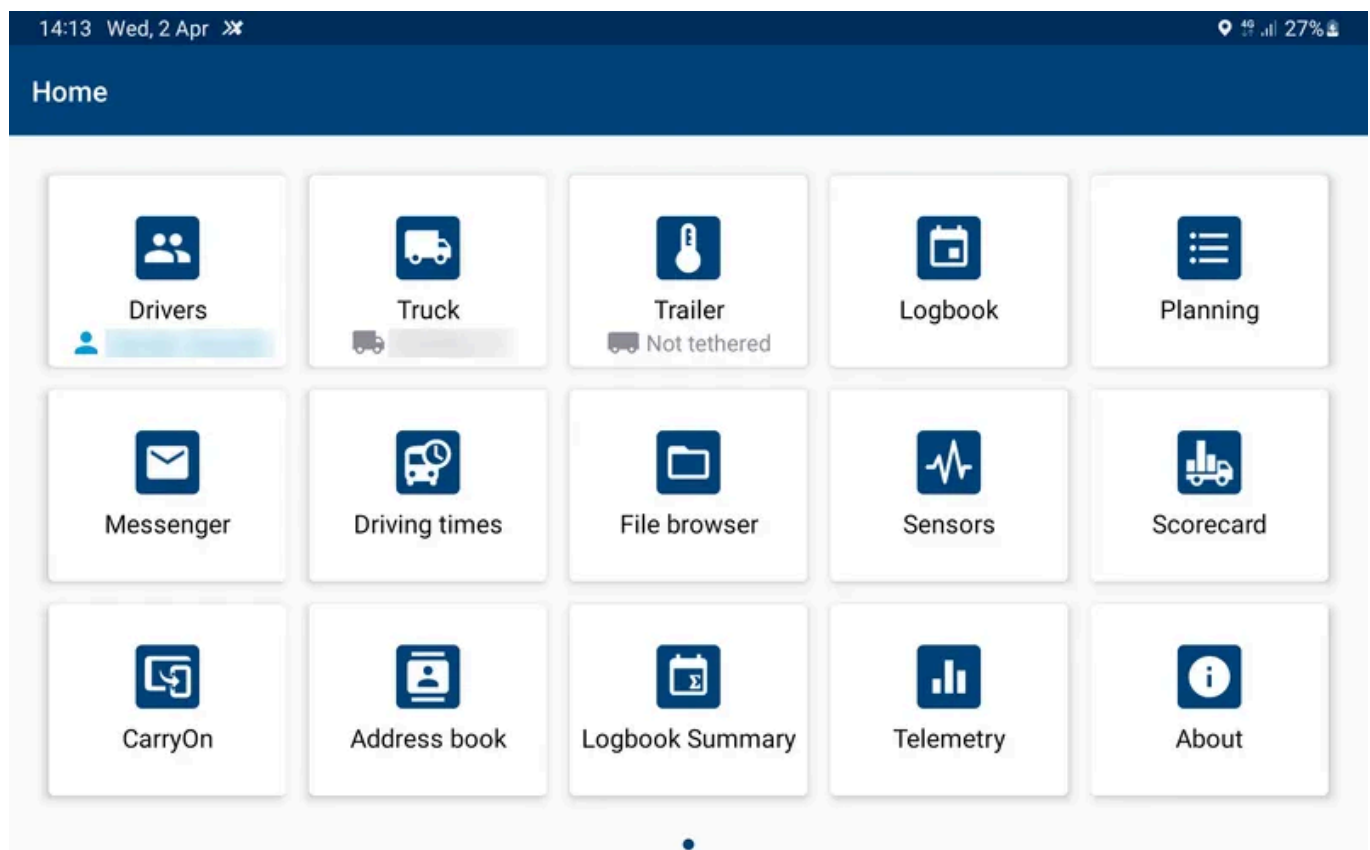 14:13 Wed, 2 Apr 27%
Home
Drivers
Truck
Trailer
Not tethered
Logbook
Planning
Messenger
Driving times
File browser
Sensors
Scorecard
CarryOn
Address book
Logbook Summary
Telemetry
About